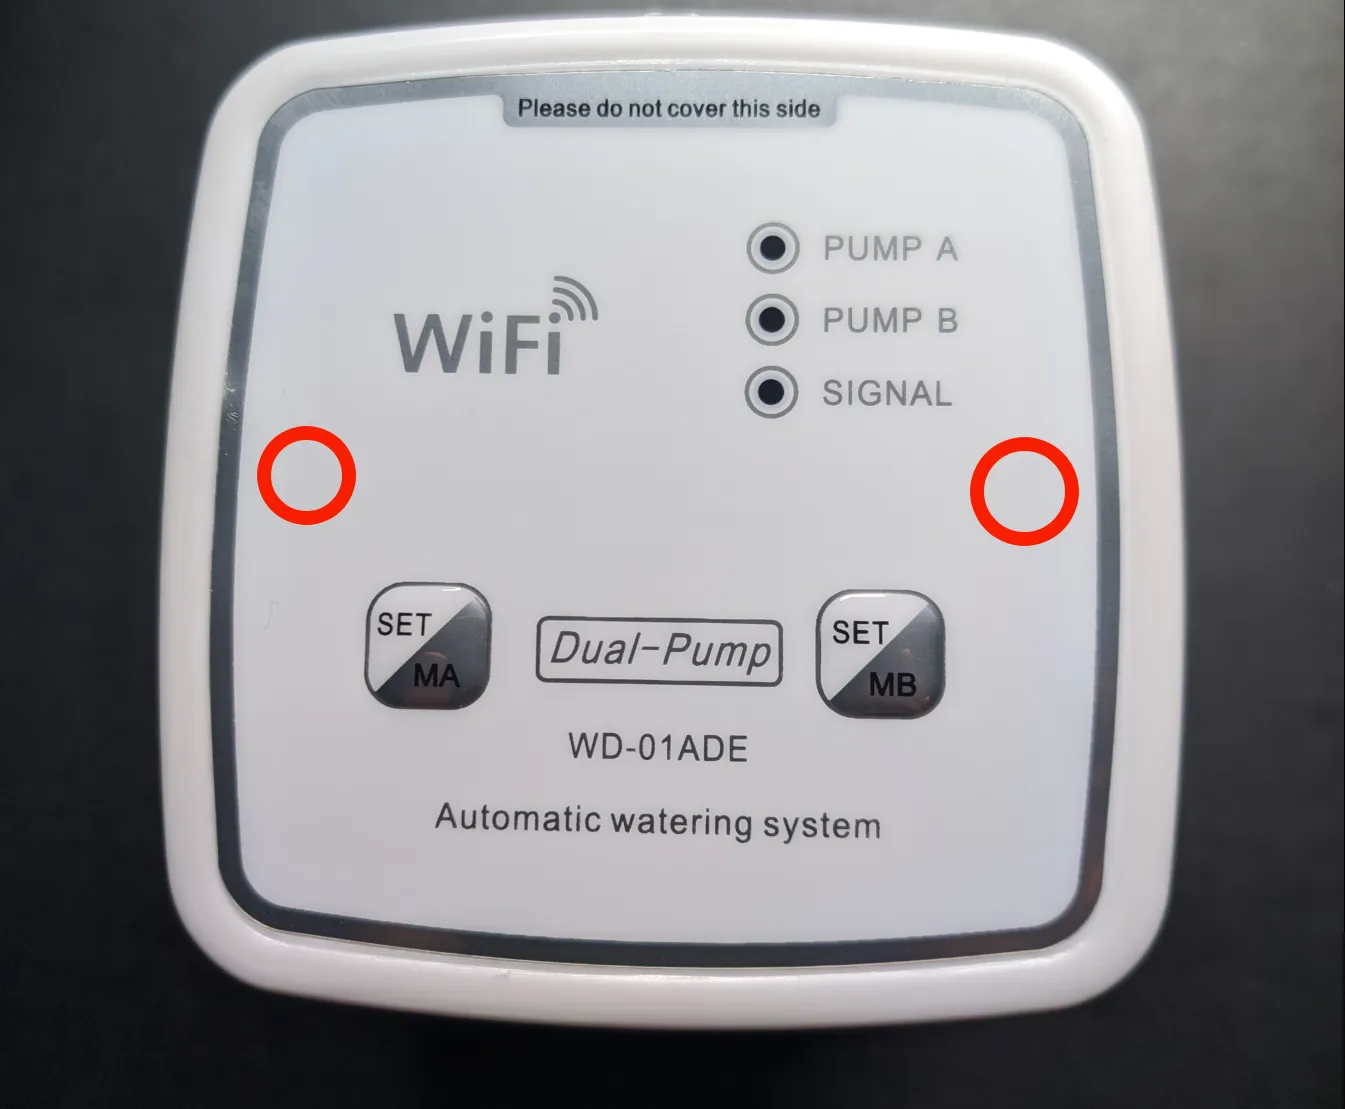 Please do not cover this side
PUMP A
PUMP B
WiFi
SIGNAL
SET
MA
Dual-Pump
SET
MB
WD-01ADE
Automatic watering system